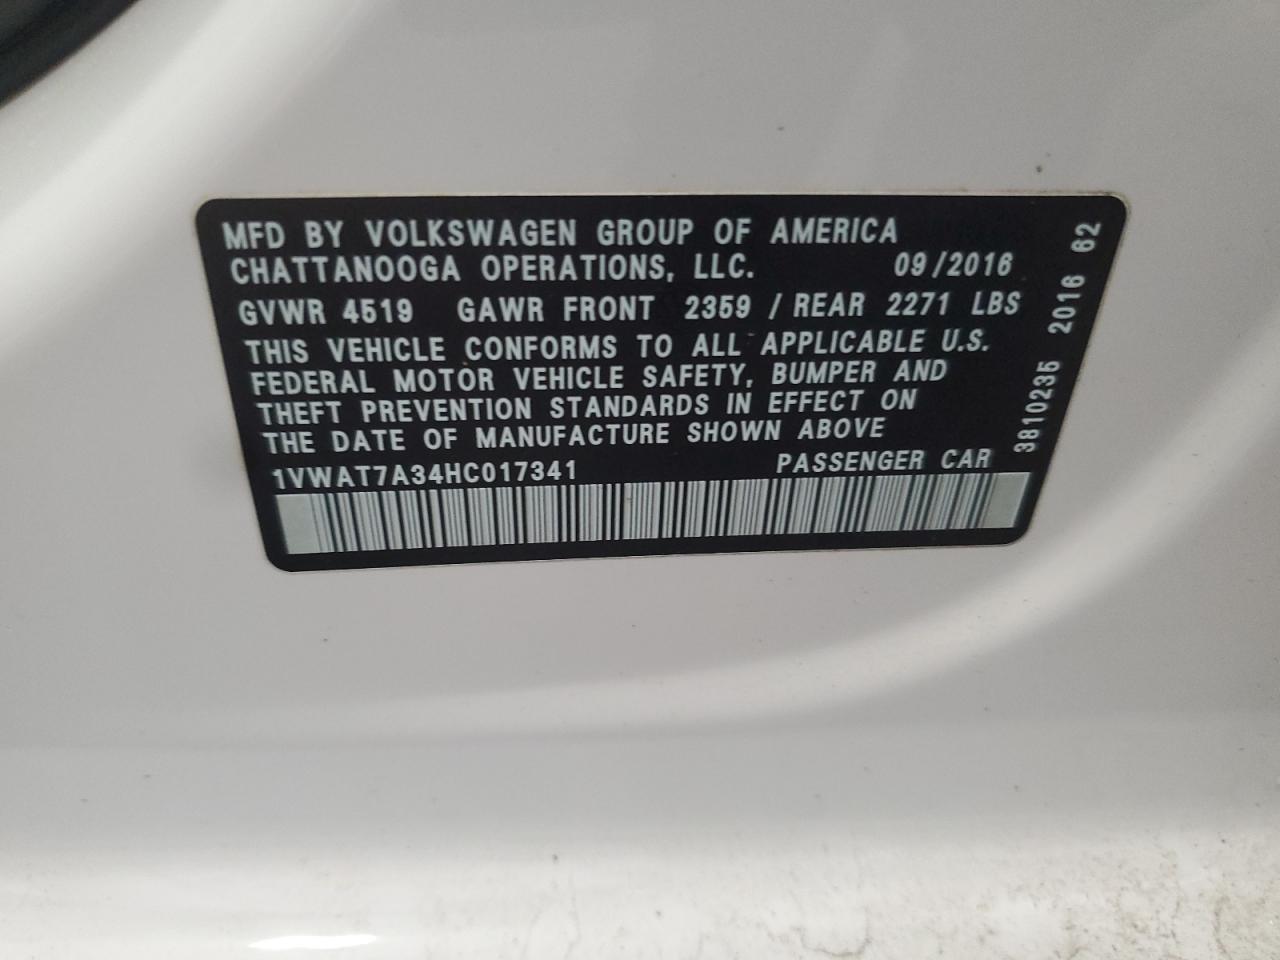 MFD BY VOLKSWAGEN GROUP OF AMERICA
CHATTANOOGA OPERATIONS, LLC. 09/2016
GVWR 4519 GAWR FRONT 2359 / REAR 2271 LBS
THIS VEHICLE CONFORMS TO ALL APPLICABLE U.S.
FEDERAL MOTOR VEHICLE SAFETY, BUMPER AND
THEFT PREVENTION STANDARDS IN EFFECT ON
THE DATE OF MANUFACTURE SHOWN ABOVE
1VWAT7A34HC017341 PASSENGER CAR
3810235 2016 62